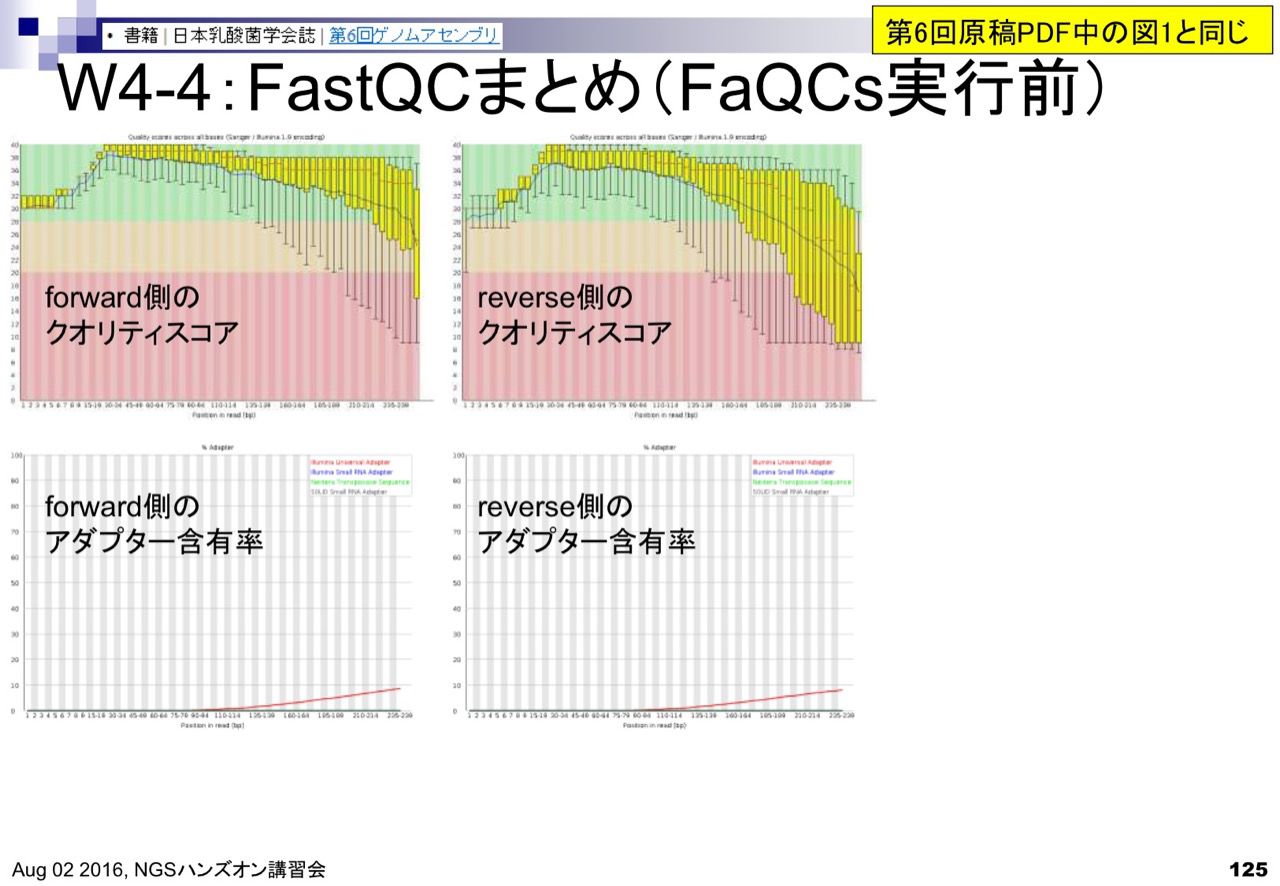 • 書籍 | 日本乳酸菌学会誌 | 第6回ゲノムアセンブリ
第6回原稿PDF中の図1と同じ
W4-4：FastQCまとめ（FaQCs実行前）
Quality scores across all bases (Sanger / Illumina 1.9 encoding)
forward側の
クオリティスコア
Position in read (bp)
Quality scores across all bases (Sanger / Illumina 1.9 encoding)
reverse側の
クオリティスコア
Position in read (bp)
% Adapter
Illumina Universal Adapter
Illumina Small RNA Adapter
Nextera Transposase Sequence
SOLID Small RNA Adapter
forward側の
アダプター含有率
Position in read (bp)
% Adapter
Illumina Universal Adapter
Illumina Small RNA Adapter
Nextera Transposase Sequence
SOLID Small RNA Adapter
reverse側の
アダプター含有率
Position in read (bp)
Aug 02 2016, NGSハンズオン講習会
125